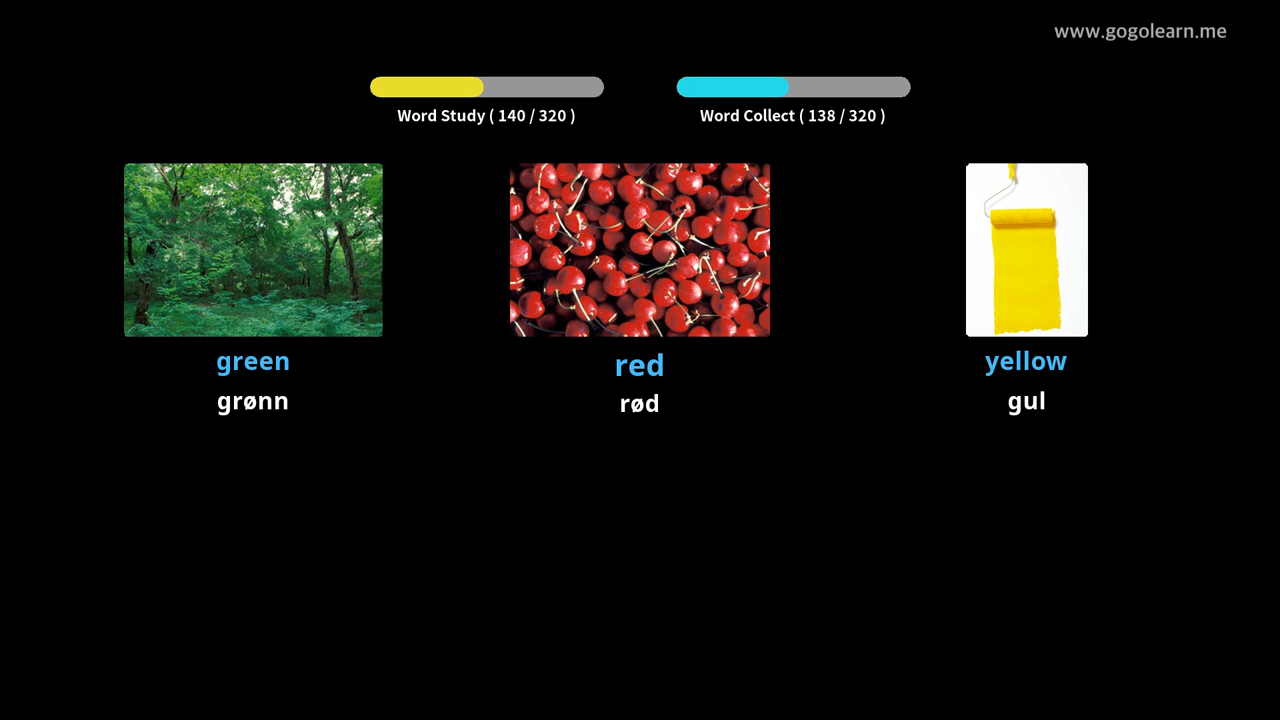 www.gogolearn.me
Word Study ( 140 / 320 )
Word Collect ( 138 / 320 )
green
red
yellow
grønn
rød
gul